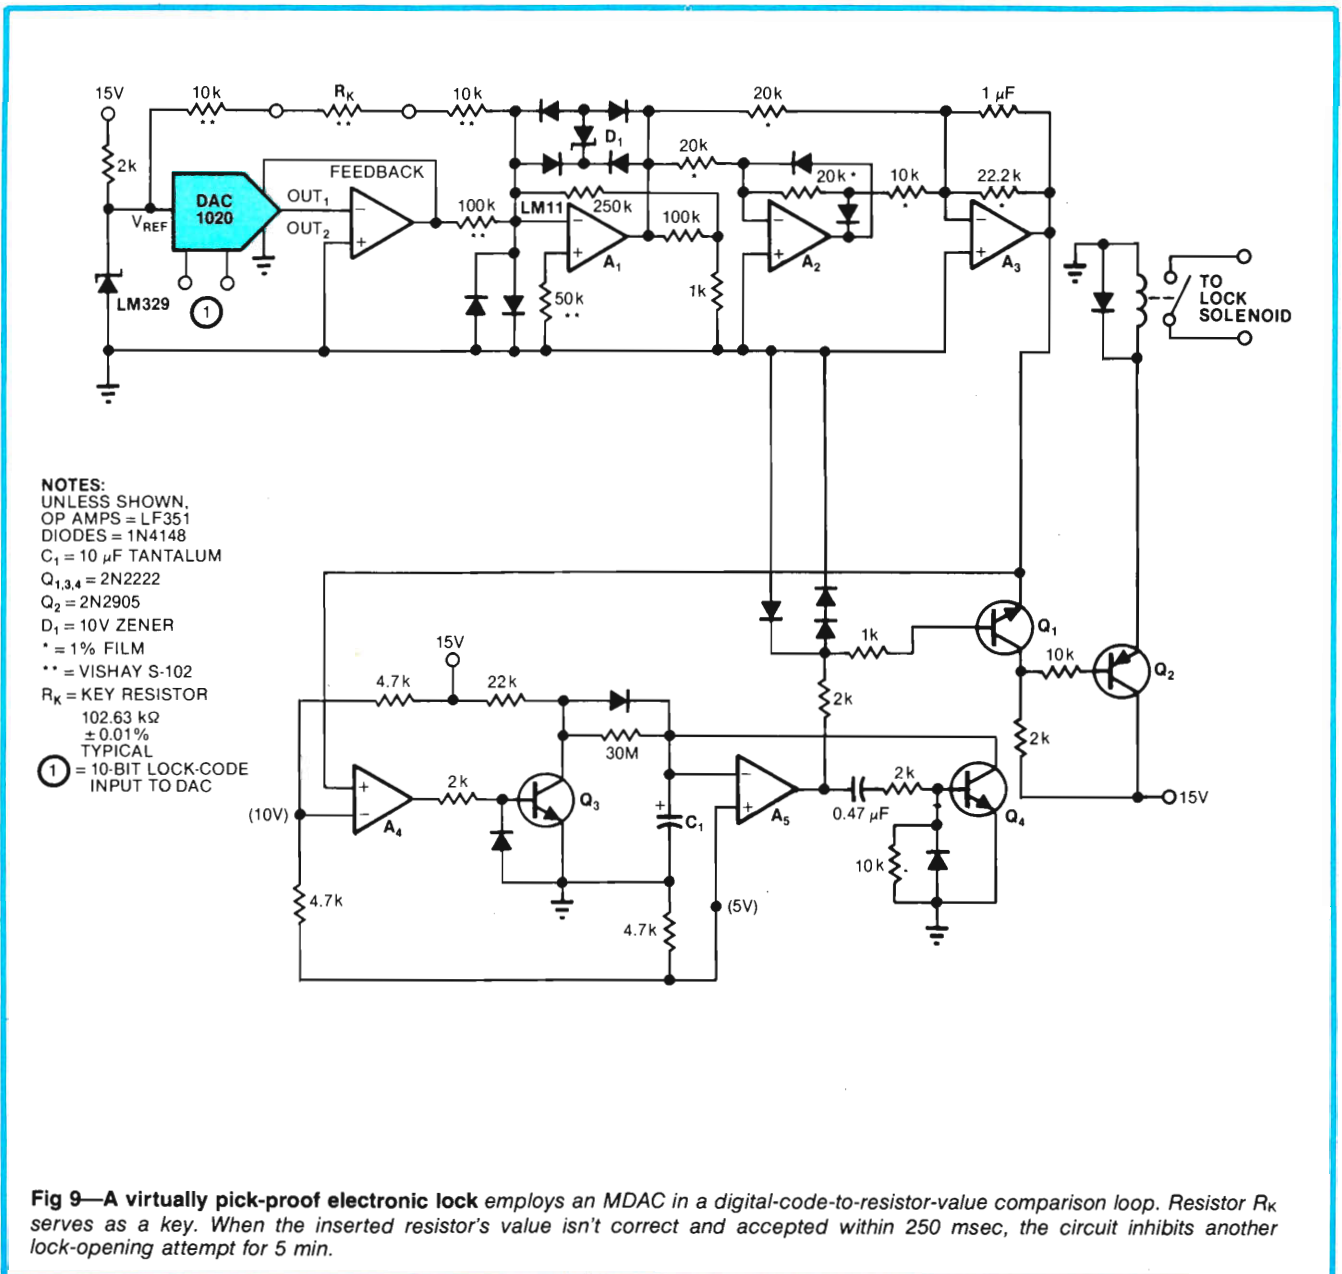 15V
10k
**
RK
**
10k
**
20k
*
1 µF
2k
DAC
1020
VREF
FEEDBACK
OUT1
OUT2
D1
20k
*
20k *
10k
*
22.2k
*
100k
**
LM11
250k
100k
A1
A2
A3
LM329
1
50k
**
1k
TO
LOCK
SOLENOID
NOTES:
UNLESS SHOWN,
OP AMPS = LF351
DIODES = 1N4148
C1 = 10 µF TANTALUM
Q1,3,4 = 2N2222
Q2 = 2N2905
D1 = 10V ZENER
* = 1% FILM
** = VISHAY S-102
RK = KEY RESISTOR
102.63 kΩ
±0.01%
TYPICAL
1 = 10-BIT LOCK-CODE
INPUT TO DAC
15V
4.7k
22k
30M
1k
Q1
10k
Q2
2k
2k
(10V)
A4
2k
Q3
+
C1
A5
0.47 µF
2k
Q4
15V
10k
4.7k
4.7k
(5V)
Fig 9—A virtually pick-proof electronic lock employs an MDAC in a digital-code-to-resistor-value comparison loop. Resistor RK
serves as a key. When the inserted resistor's value isn't correct and accepted within 250 msec, the circuit inhibits another
lock-opening attempt for 5 min.